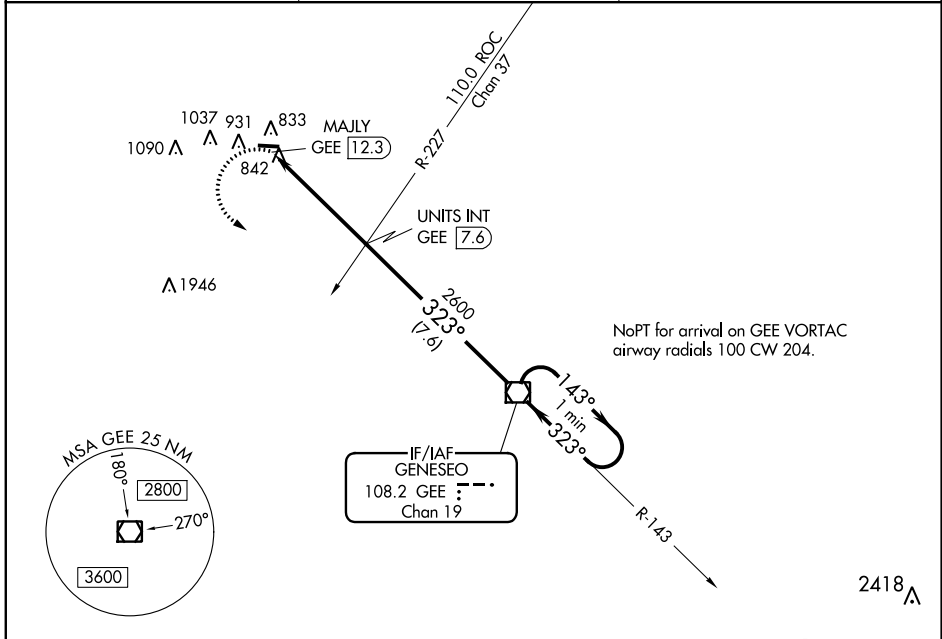 110.0 ROC
Chan 37
R-227
1037
931
833
1090
842
MAJLY
GEE 12.3
UNITS INT
GEE 7.6
1946
2600
323°
(7.6)
NoPT for arrival on GEE VORTAC
airway radials 100 CW 204.
143°
1 min
323°
IF/IAF
GENESEO
108.2 GEE
Chan 19
R-143
MSA GEE 25 NM
180°
2800
270°
3600
2418